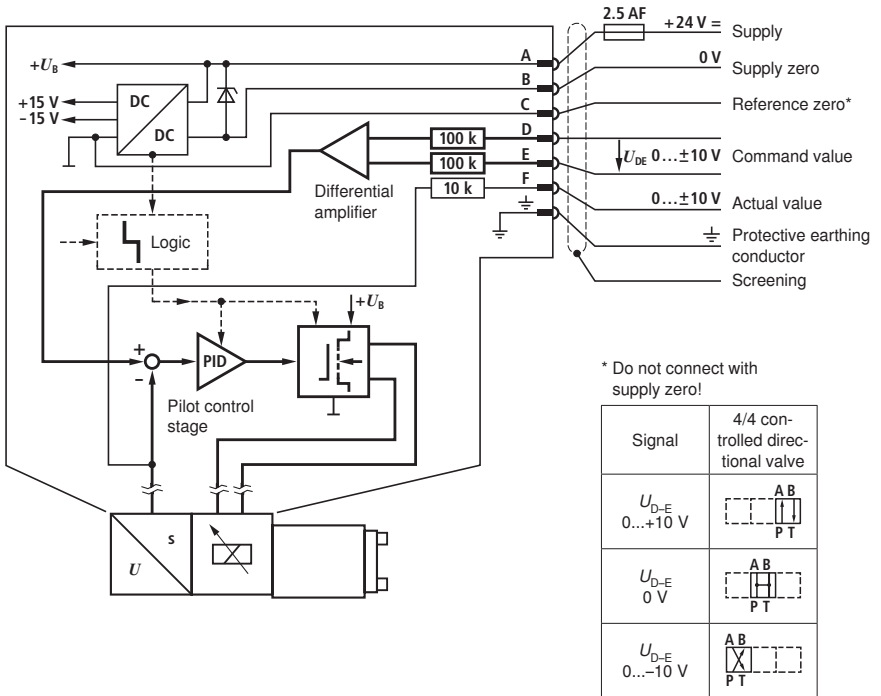 2.5 AF
+24 V =
Supply
+U_B
A
0 V
Supply zero
B
+15 V
DC
C
Reference zero*
–15 V
D
DC
100 k
U_DE 0...±10 V
Command value
E
100 k
F
10 k
0...±10 V
Actual value
Differential
amplifier
Protective earthing
conductor
Screening
Logic
+U_B
+
–
PID
Pilot control
stage
s
U
* Do not connect with
supply zero!
Signal
4/4 con-
trolled direc-
tional valve
U_D–E
0...+10 V
A B
P T
U_D–E
0 V
A B
P T
U_D–E
0...–10 V
A B
P T